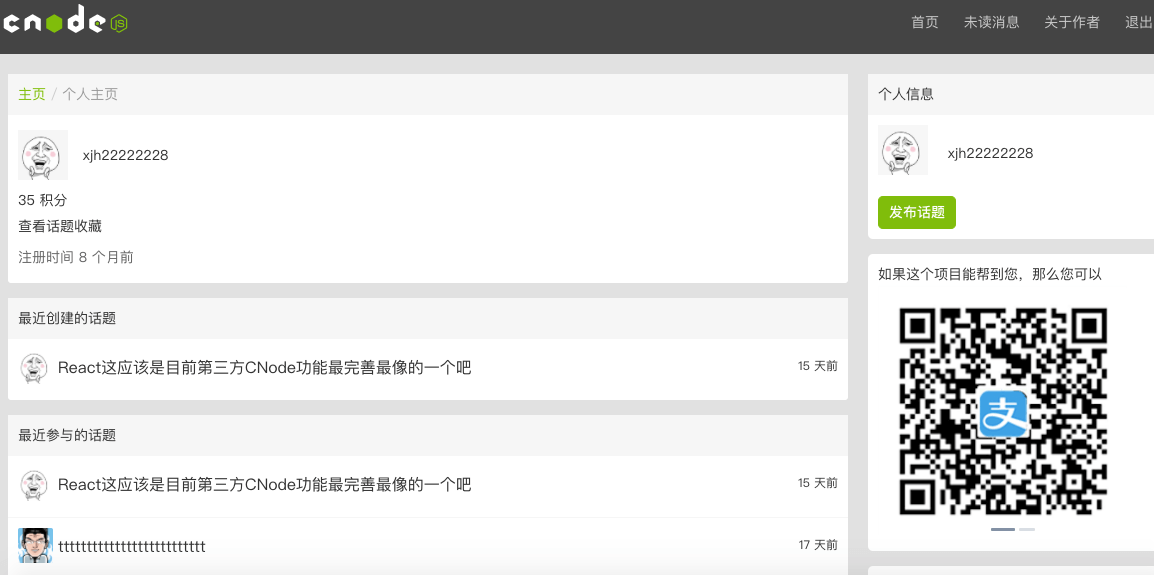 cnode js
首页 未读消息 关于作者 退出
主页 / 个人主页
xjh22222228
35 积分
查看话题收藏
注册时间 8 个月前
最近创建的话题
React这应该是目前第三方CNode功能最完善最像的一个吧 15 天前
最近参与的话题
React这应该是目前第三方CNode功能最完善最像的一个吧 15 天前
tttttttttttttttttttttttttt 17 天前
个人信息
xjh22222228
发布话题
如果这个项目能帮到您，那么您可以
支